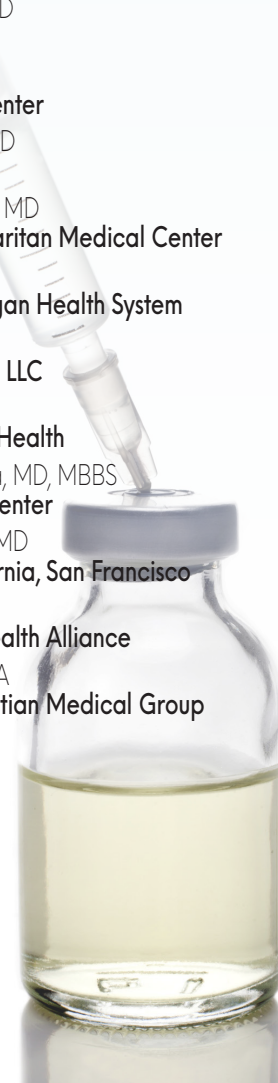 D
enter
D
MD
aritan Medical Center
gan Health System
LLC
Health
, MD, MBBS
enter
MD
rnia, San Francisco
alth Alliance
A
tian Medical Group